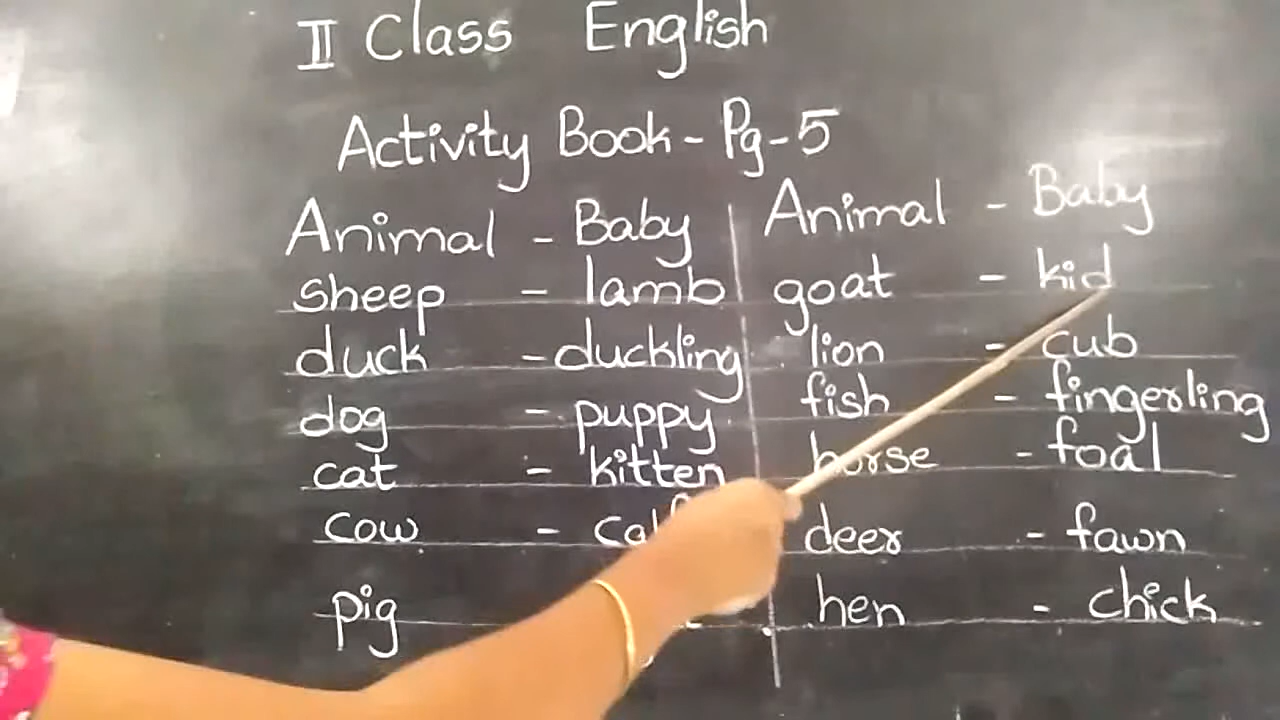 II Class English
Activity Book - Pg - 5
Animal - Baby
sheep - lamb
duck - duckling
dog - puppy
cat - kitten
cow -
pig
Animal - Baby
goat - kid
lion - cub
fish - fingerling
horse - foal
deer - fawn
hen - chick